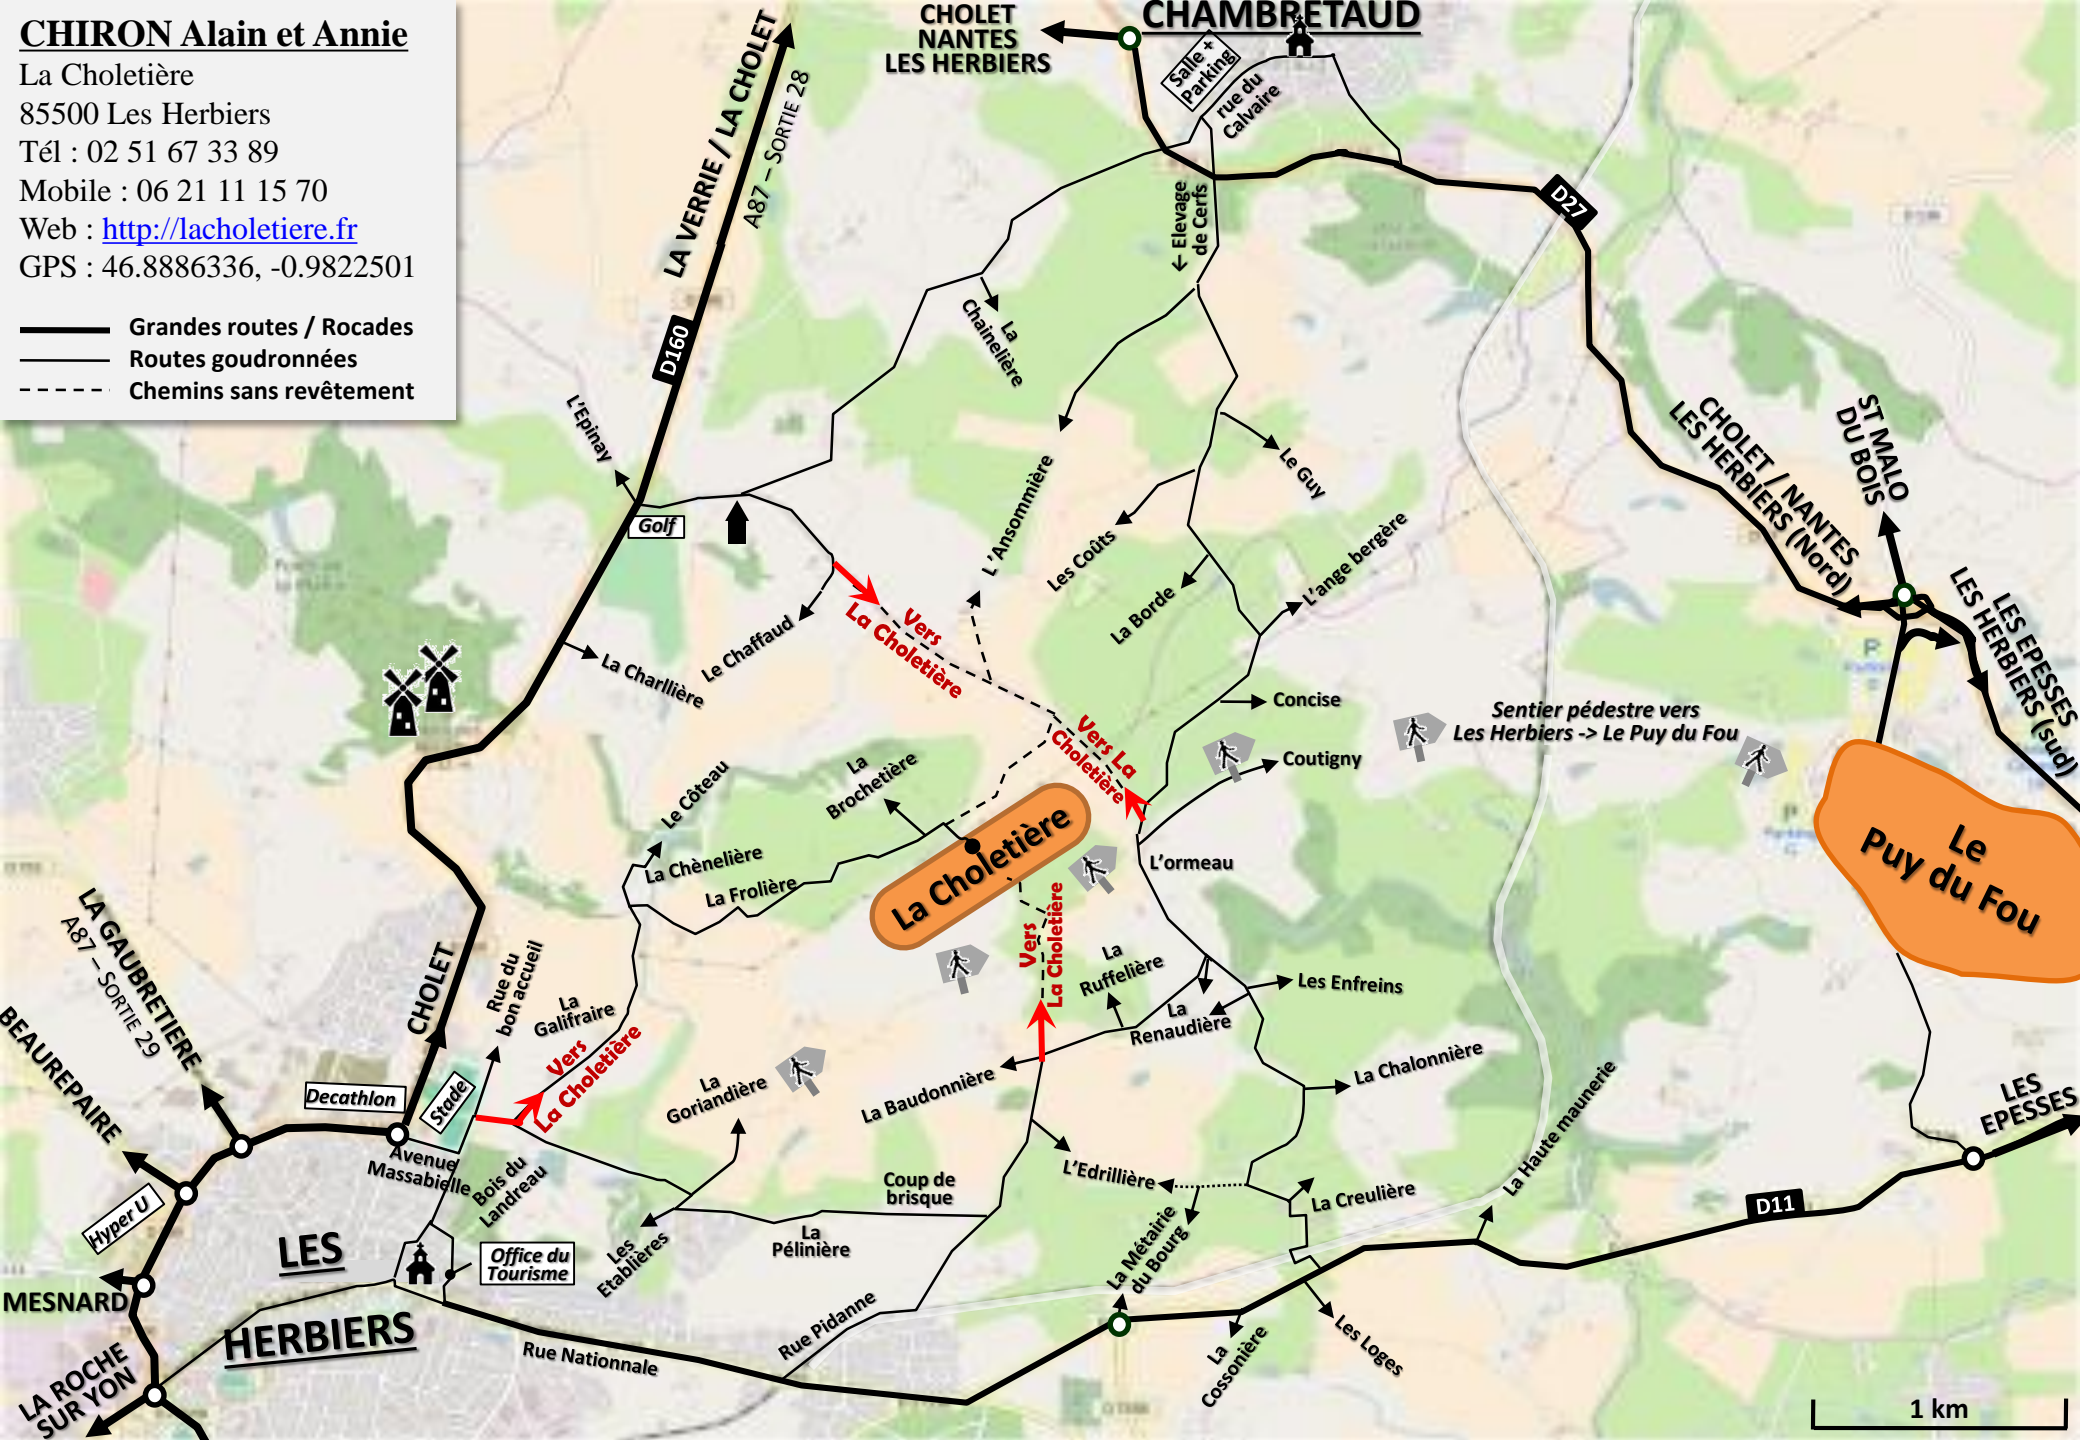 CHIRON Alain et Annie
La Choletière
85500 Les Herbiers
Tél : 02 51 67 33 89
Mobile : 06 21 11 15 70
Web : http://lacholetiere.fr
GPS : 46.8886336, -0.9822501
Grandes routes / Rocades
Routes goudronnées
Chemins sans revêtement
LA VERRIE / LA CHOLET
A87 – SORTIE 28
D160
CHOLET
NANTES
LES HERBIERS
CHAMBRETAUD
Salle +
Parking
rue du
Calvaire
← Elevage
de Cerfs
D27
La
Chainelière
L'Epinay
Golf
L'Ansommière
Le Guy
Les Coûts
La Borde
L'ange bergère
CHOLET / NANTES
LES HERBIERS (Nord)
ST MALO
DU BOIS
LES EPESSES
LES HERBIERS (sud)
Le Chaffaud
La Charllière
Vers
La Choletière
Concise
Vers La
Choletière
Coutigny
Sentier pédestre vers
Les Herbiers -> Le Puy du Fou
Le
Puy du Fou
Le Côteau
La
Brochetière
La Chènelière
La Frolière
La Choletière
L'ormeau
Vers
La Choletière
La
Ruffelière
Les Enfreins
La
Renaudière
LA GAUBRETIERE
A87 – SORTIE 29
CHOLET
Rue du
bon accueil
La
Galifraire
Vers
La Choletière
BEAUREPAIRE
Decathlon
Stade
La
Goriandière
La Baudonnière
La Chalonnière
La Haute maunerie
LES
EPESSES
Avenue
Massabielle
Bois du
Landreau
L'Edrillière
Coup de
brisque
La Creulière
D11
Hyper U
LES
HERBIERS
Office du
Tourisme
Les
Etablières
La
Pélinière
La Métairie
du Bourg
MESNARD
Rue Nationnale
Rue Pidanne
La
Cossonière
Les Loges
LA ROCHE
SUR YON
1 km